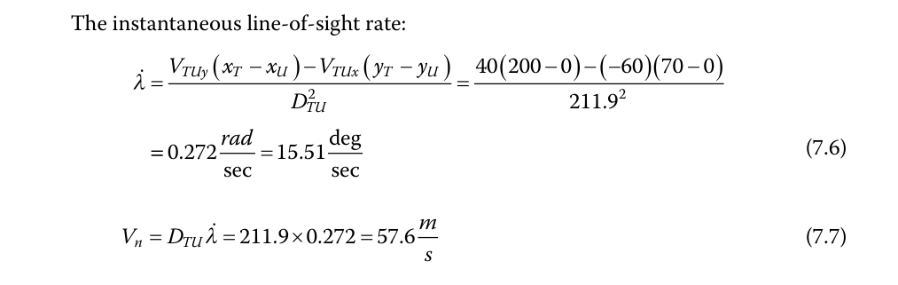 The instantaneous line-of-sight rate:
λ̇ = (V_TUy (x_T − x_U) − V_TUx (y_T − y_U)) / D²_TU = (40(200 − 0) − (−60)(70 − 0)) / 211.9²
= 0.272 rad/sec = 15.51 deg/sec (7.6)
V_n = D_TU λ̇ = 211.9 × 0.272 = 57.6 m/s (7.7)